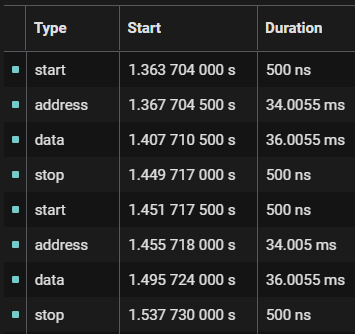 Type Start Duration
start 1.363 704 000 s 500 ns
address 1.367 704 500 s 34.0055 ms
data 1.407 710 500 s 36.0055 ms
stop 1.449 717 000 s 500 ns
start 1.451 717 500 s 500 ns
address 1.455 718 000 s 34.005 ms
data 1.495 724 000 s 36.0055 ms
stop 1.537 730 000 s 500 ns